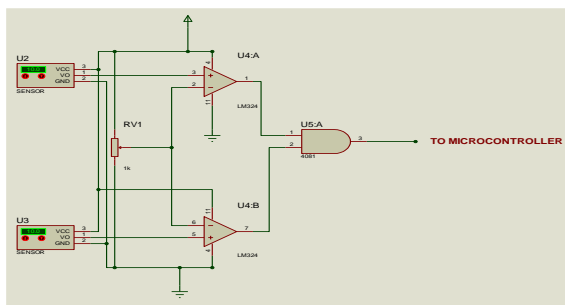 U2
VCC 3
VO 1
GND 2
SENSOR
RV1
1k
U4:A
3
2
4
11
1
LM324
U5:A
1
2
3
4081
TO MICROCONTROLLER
U3
VCC 3
VO 1
GND 2
SENSOR
U4:B
6
5
11
4
7
LM324